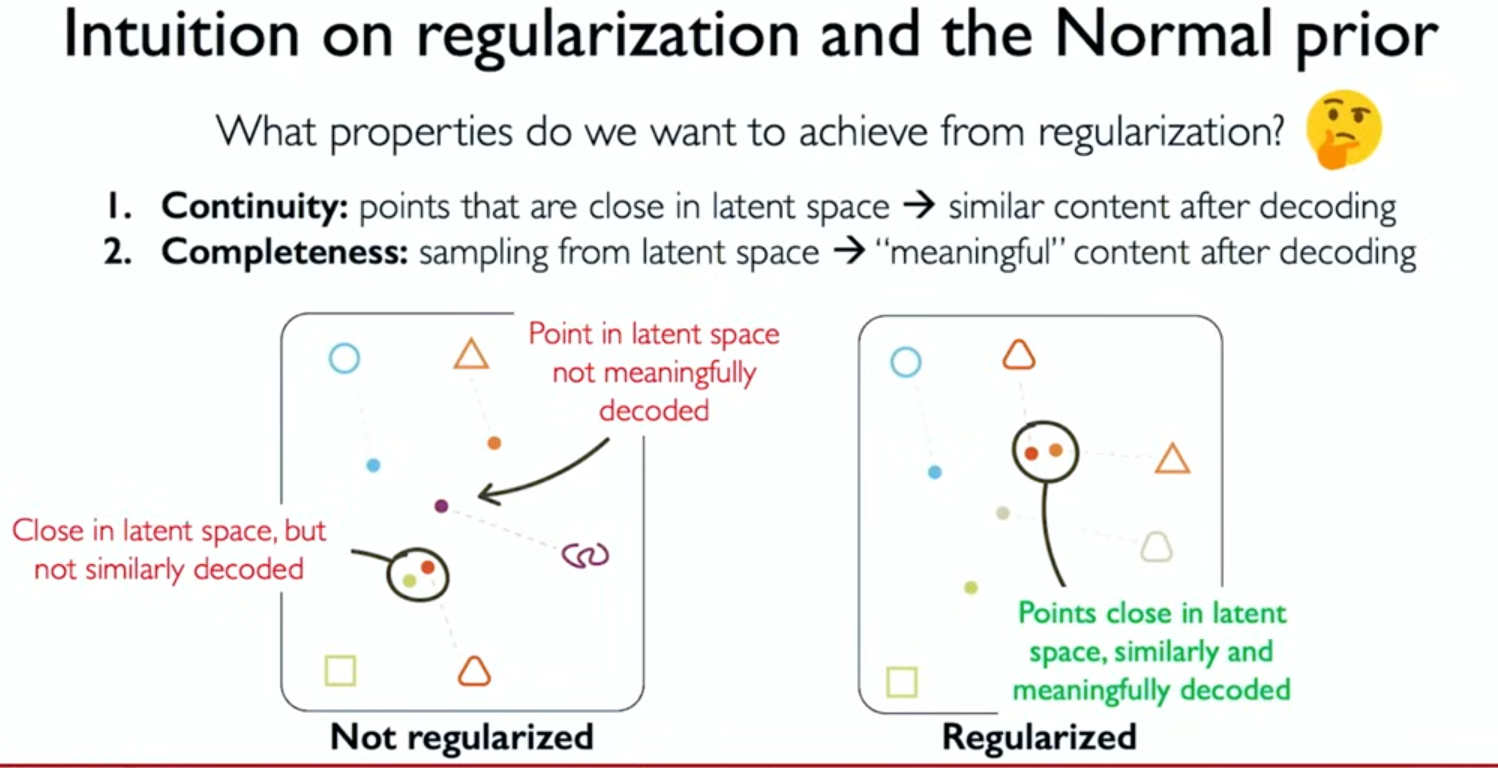 Intuition on regularization and the Normal prior
What properties do we want to achieve from regularization?
1. Continuity: points that are close in latent space → similar content after decoding
2. Completeness: sampling from latent space → “meaningful” content after decoding
Point in latent space
not meaningfully
decoded
Close in latent space, but
not similarly decoded
Not regularized
Points close in latent
space, similarly and
meaningfully decoded
Regularized